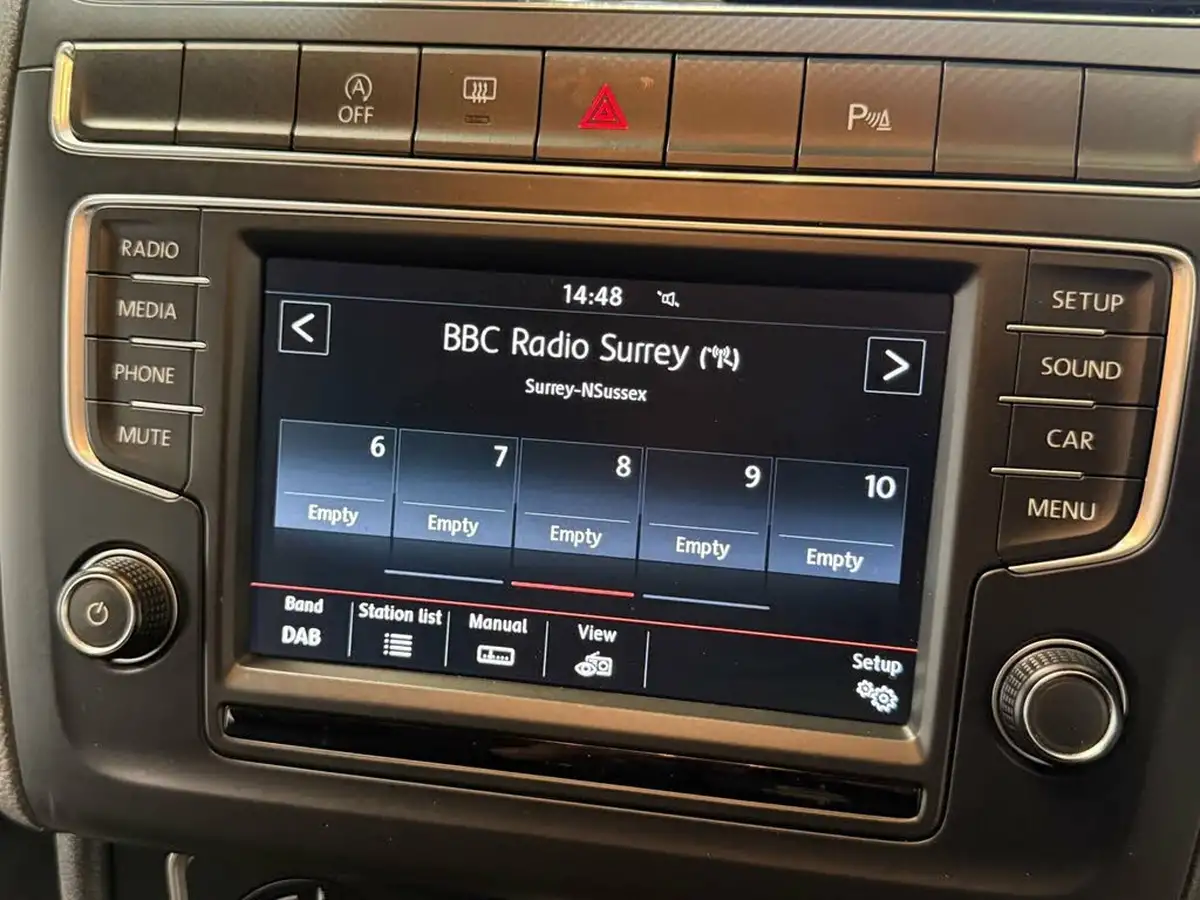 OFF
P
RADIO
MEDIA
PHONE
MUTE
14:48
<
BBC Radio Surrey
>
Surrey-NSussex
6
7
8
9
10
Empty
Empty
Empty
Empty
Empty
Band
DAB
Station list
Manual
View
Setup
SETUP
SOUND
CAR
MENU